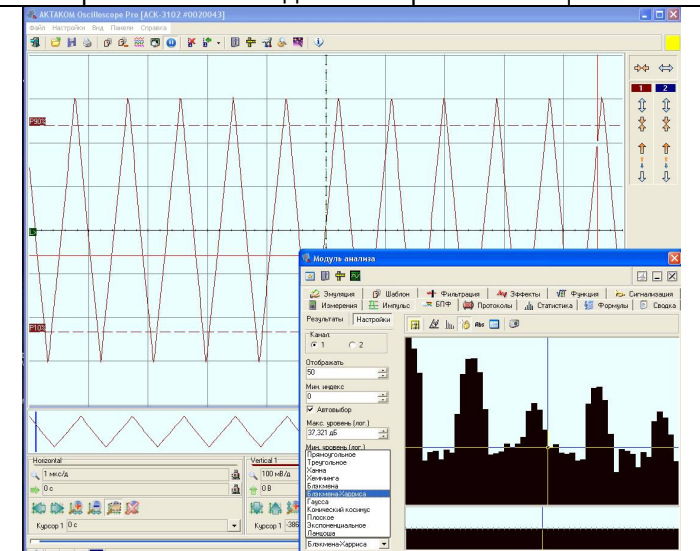 AKTAKOM Oscilloscope Pro [ACK-3102 #0020043]
Файл Настройки Вид Панели Справка
1 2
P90%
P10%
Модуль анализа
Эмуляция Шаблон Фильтрация Эффекты Функция Сигнализация
Измерения Импульс БПФ Протоколы Статистика Формулы Сводка
Результаты Настройки
Abs
Канал
1 2
Отображать
50
Мин. индекс
0
Автовыбор
Макс. уровень (лог.)
37,321 дБ
Мин. уровень (лог.)
Прямоугольное
Треугольное
Ханна
Хемминга
Блэкмена
Блэкмена-Харриса
Гаусса
Конический косинус
Плоское
Экспоненциальное
Ланцоша
Блэкмена-Харриса
Horizontal
1 мкс/д
0 с
Курсор 1 0 с
Vertical 1
100 мВ/д
0 В
Курсор 1